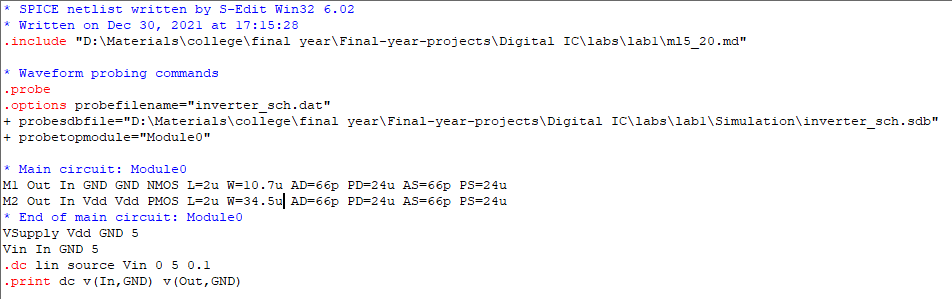 * SPICE netlist written by S-Edit Win32 6.02
* Written on Dec 30, 2021 at 17:15:28
.include "D:\Materials\college\final year\Final-year-projects\Digital IC\labs\lab1\ml5_20.md"
* Waveform probing commands
.probe
.options probefilename="inverter_sch.dat"
+ probesdbfile="D:\Materials\college\final year\Final-year-projects\Digital IC\labs\lab1\Simulation\inverter_sch.sdb"
+ probetopmodule="Module0"
* Main circuit: Module0
M1 Out In GND GND NMOS L=2u W=10.7u AD=66p PD=24u AS=66p PS=24u
M2 Out In Vdd Vdd PMOS L=2u W=34.5u AD=66p PD=24u AS=66p PS=24u
* End of main circuit: Module0
VSupply Vdd GND 5
Vin In GND 5
.dc lin source Vin 0 5 0.1
.print dc v(In,GND) v(Out,GND)